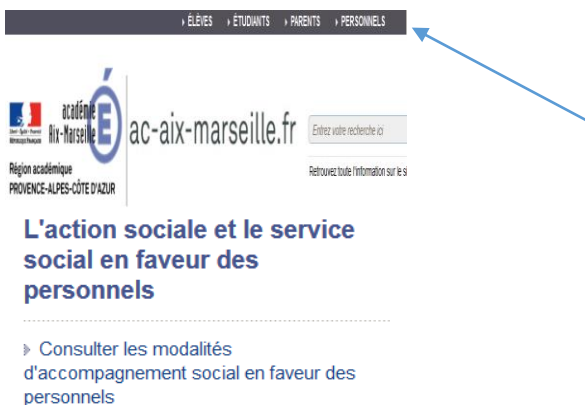 ÉLÈVES ÉTUDIANTS PARENTS PERSONNELS
académie
Aix-Marseille
É
ac-aix-marseille.fr
Entrez votre recherche ici
Région académique
PROVENCE-ALPES-CÔTE D'AZUR
Retrouvez toute l'information sur le si
L'action sociale et le service
social en faveur des
personnels
Consulter les modalités
d'accompagnement social en faveur des
personnels